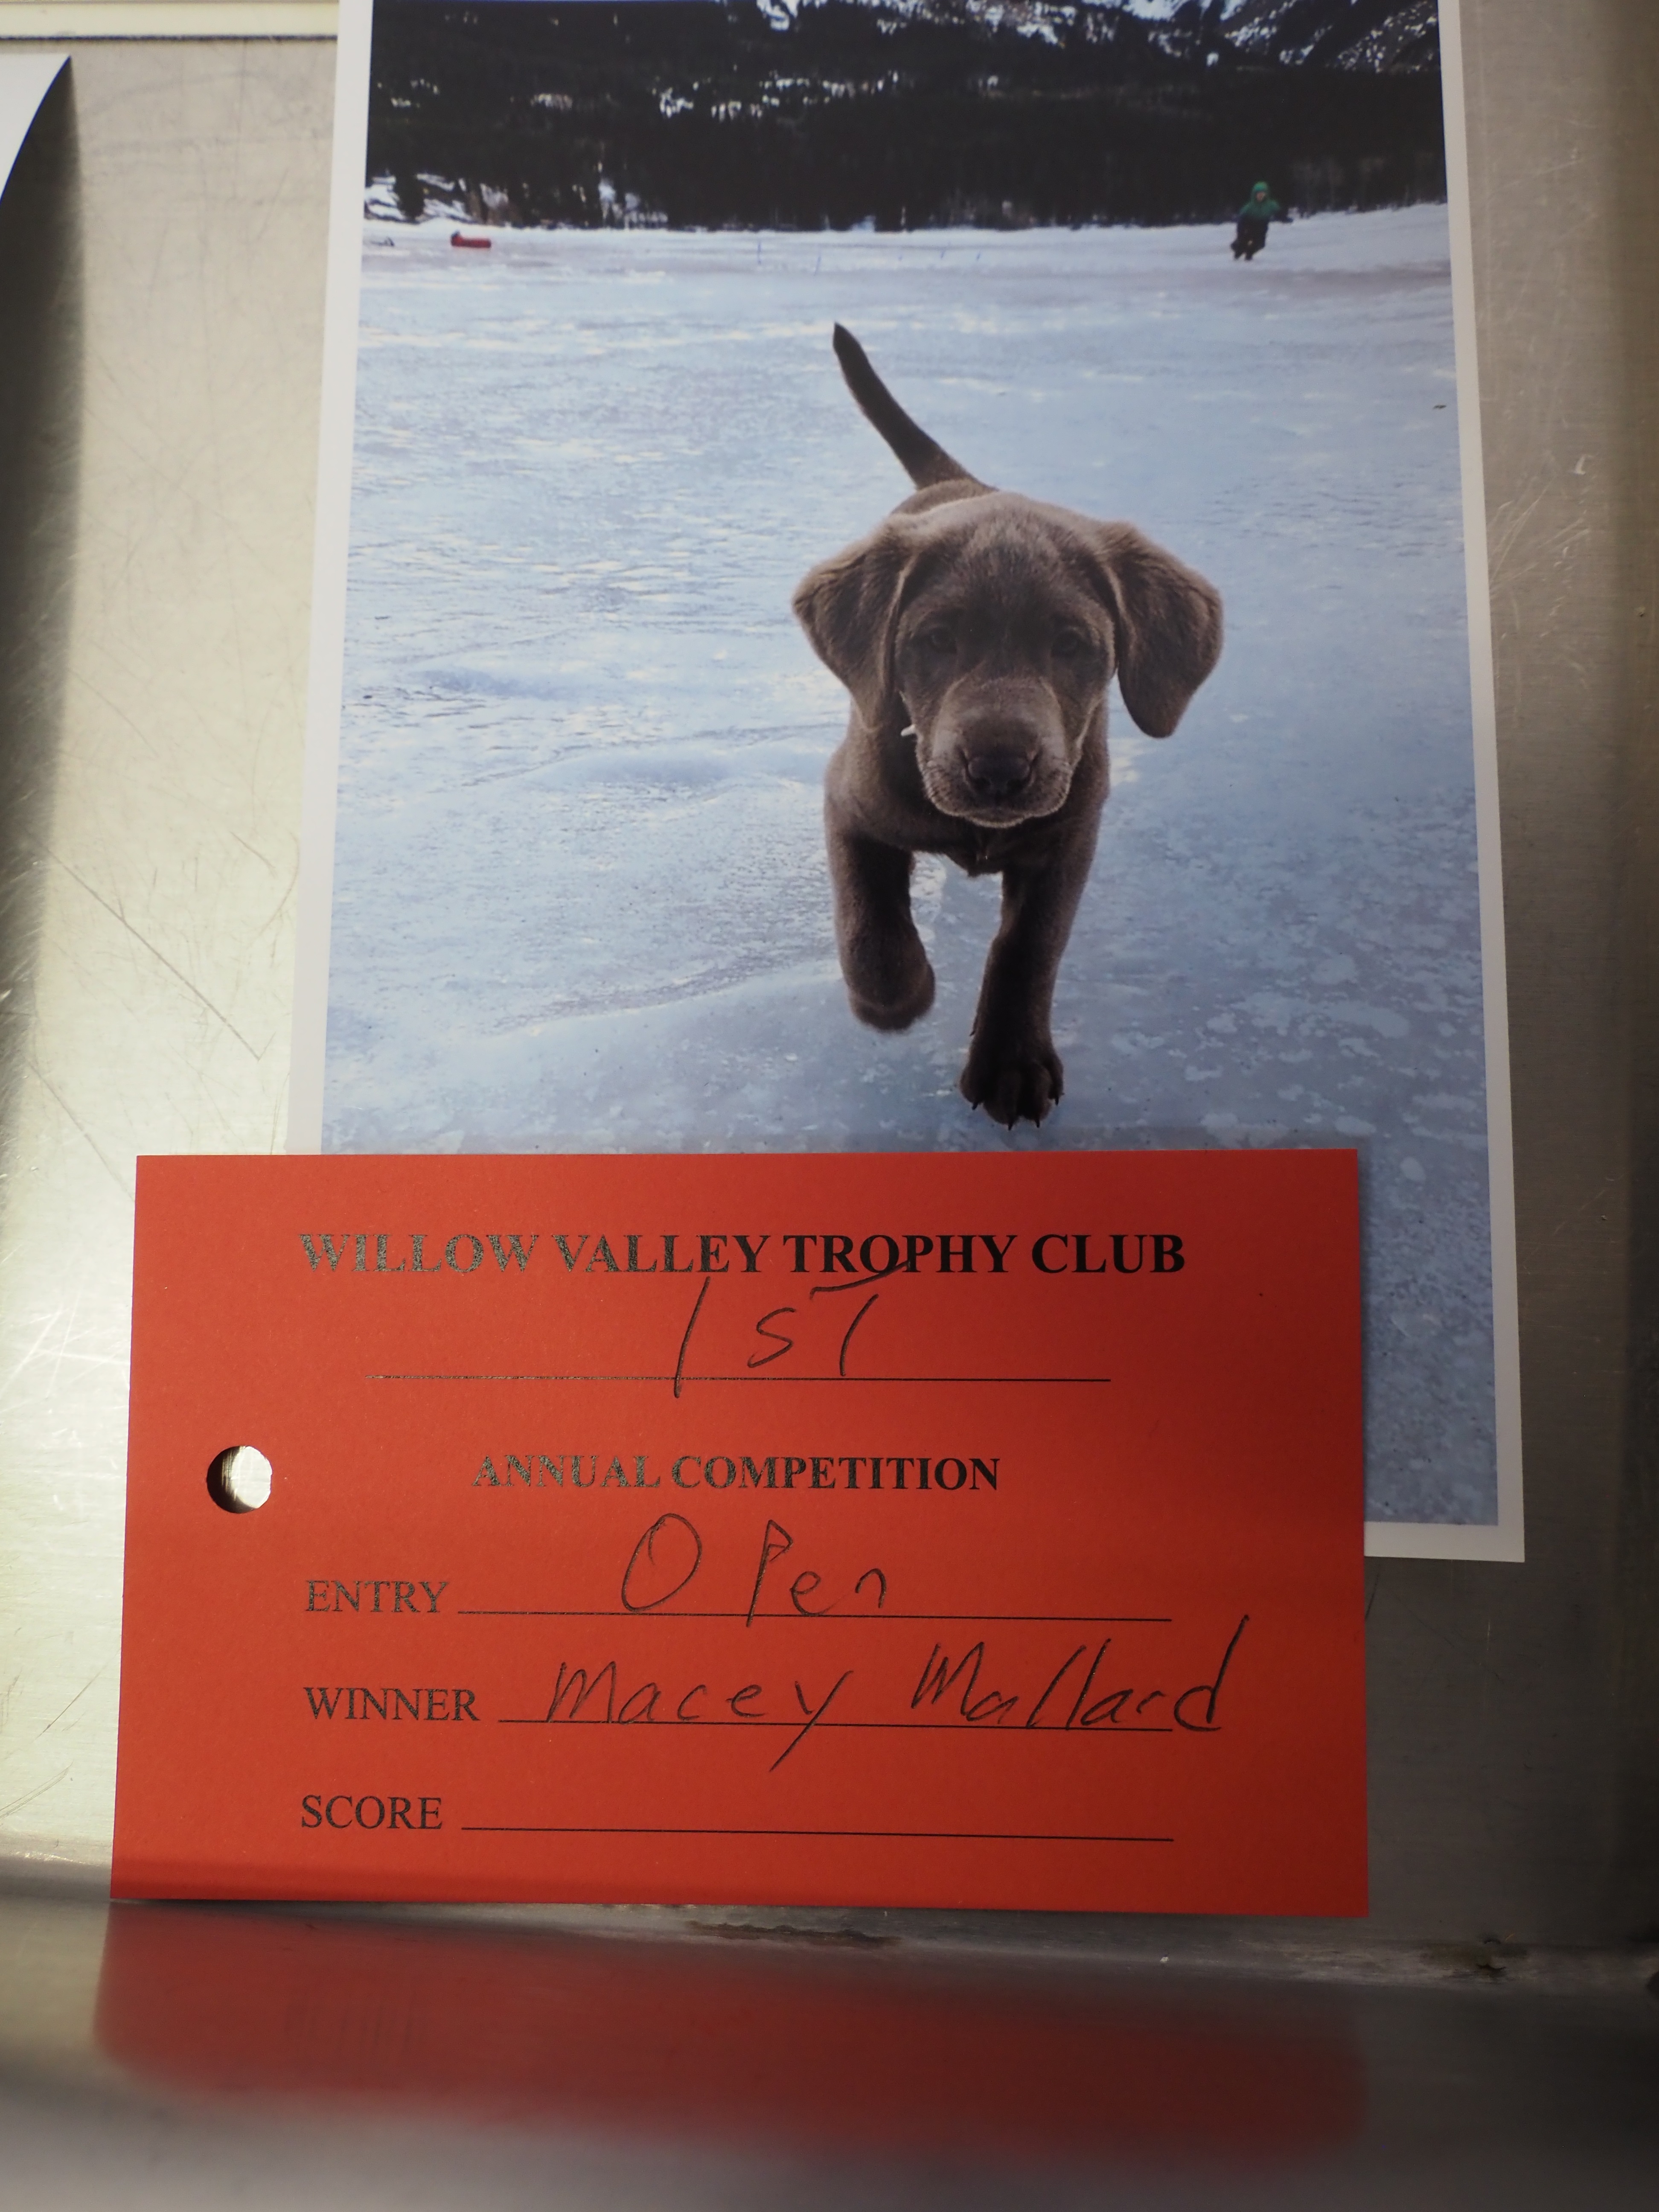 WILLOW VALLEY TROPHY CLUB
1ST
ANNUAL COMPETITION
ENTRY OPen
WINNER Macey Mallard
SCORE